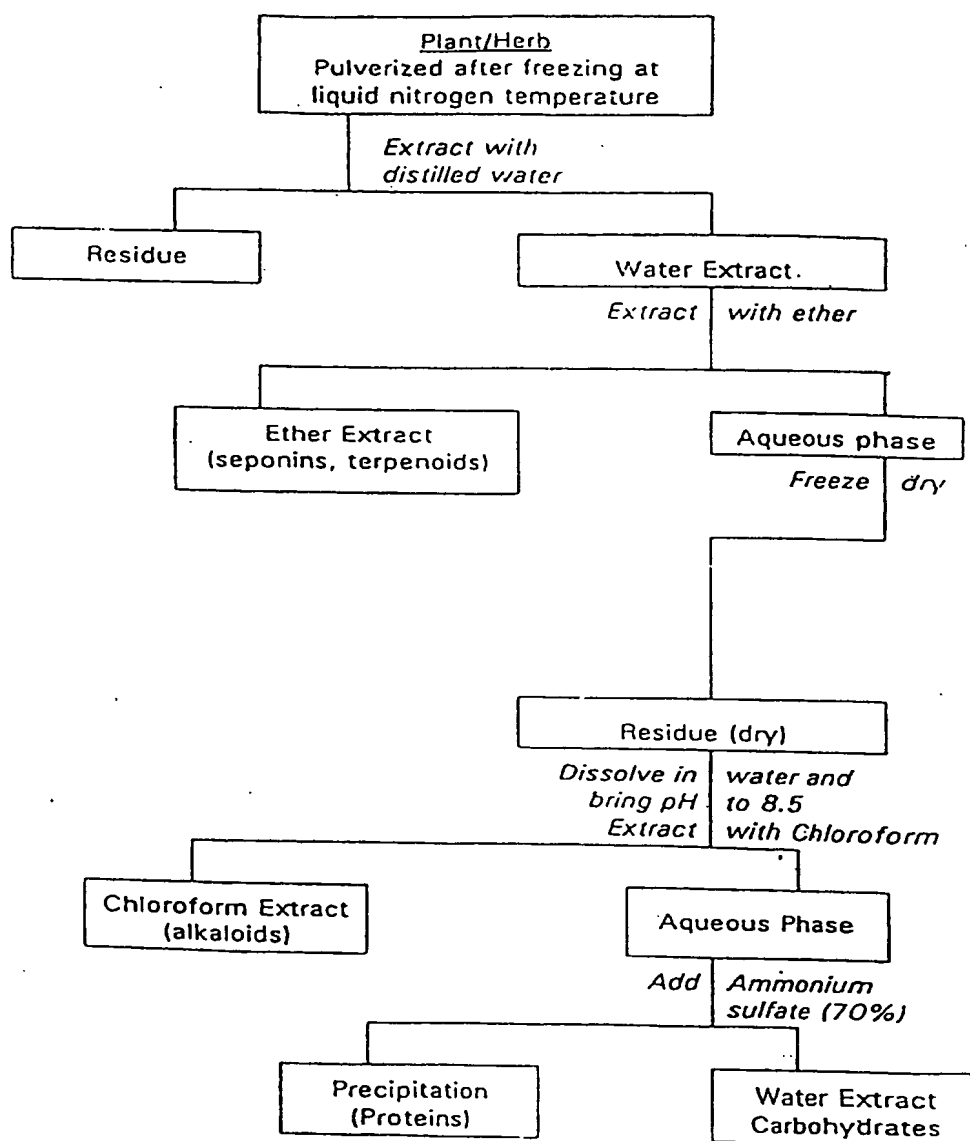 Plant/Herb
Pulverized after freezing at
liquid nitrogen temperature
Extract with
distilled water
Residue
Water Extract.
Extract with ether
Ether Extract
(seponins, terpenoids)
Aqueous phase
Freeze dry
Residue (dry)
Dissolve in water and
bring pH to 8.5
Extract with Chloroform
Chloroform Extract
(alkaloids)
Aqueous Phase
Add Ammonium
sulfate (70%)
Precipitation
(Proteins)
Water Extract
Carbohydrates